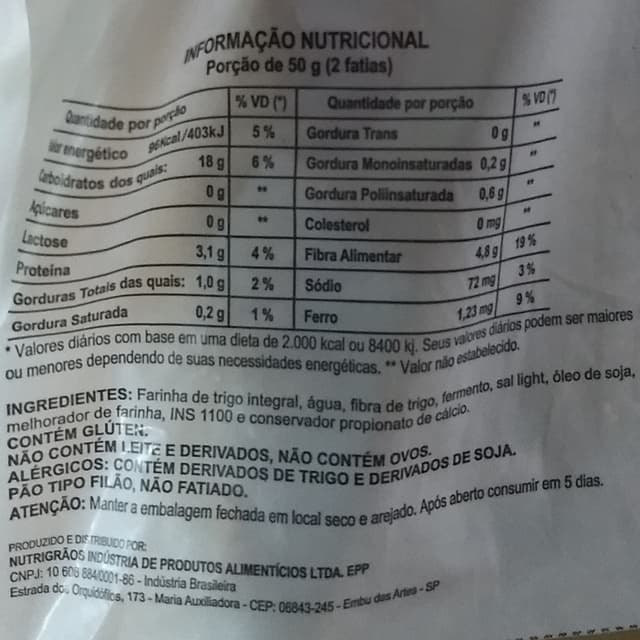 INFORMAÇÃO NUTRICIONAL
Porção de 50 g (2 fatias)
Quantidade por porção % VD (*) Quantidade por porção % VD (*)
Valor energético 96Kcal/403kJ 5 % Gordura Trans 0 g **
Carboidratos dos quais: 18 g 6 % Gordura Monoinsaturadas 0,2 g **
Açúcares 0 g ** Gordura Poliinsaturada 0,6 g **
Lactose 0 g ** Colesterol 0 mg **
Proteína 3,1 g 4 % Fibra Alimentar 4,8 g 19 %
Gorduras Totais das quais: 1,0 g 2 % Sódio 72 mg 3 %
Gordura Saturada 0,2 g 1 % Ferro 1,23 mg 9 %
* Valores diários com base em uma dieta de 2.000 kcal ou 8400 kj. Seus valores diários podem ser maiores
ou menores dependendo de suas necessidades energéticas. ** Valor não estabelecido.
INGREDIENTES: Farinha de trigo integral, água, fibra de trigo, fermento, sal light, óleo de soja,
melhorador de farinha, INS 1100 e conservador propionato de cálcio.
CONTÉM GLÚTEN.
NÃO CONTÉM LEITE E DERIVADOS, NÃO CONTÉM OVOS.
ALÉRGICOS: CONTÉM DERIVADOS DE TRIGO E DERIVADOS DE SOJA.
PÃO TIPO FILÃO, NÃO FATIADO.
ATENÇÃO: Manter a embalagem fechada em local seco e arejado. Após aberto consumir em 5 dias.
PRODUZIDO E DISTRIBUIDO POR:
NUTRIGRÃOS INDÚSTRIA DE PRODUTOS ALIMENTÍCIOS LTDA. EPP
CNPJ: 10 606 884/0001-86 - Indústria Brasileira
Estrada dos Orquidófilos, 173 - Maria Auxiliadora - CEP: 06843-245 - Embu das Artes - SP